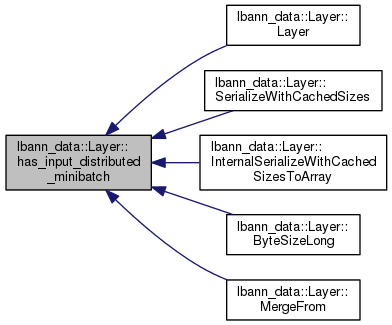 lbann_data::Layer::
Layer
lbann_data::Layer::
SerializeWithCachedSizes
lbann_data::Layer::
has_input_distributed
_minibatch
lbann_data::Layer::
InternalSerializeWithCached
SizesToArray
lbann_data::Layer::
ByteSizeLong
lbann_data::Layer::
MergeFrom